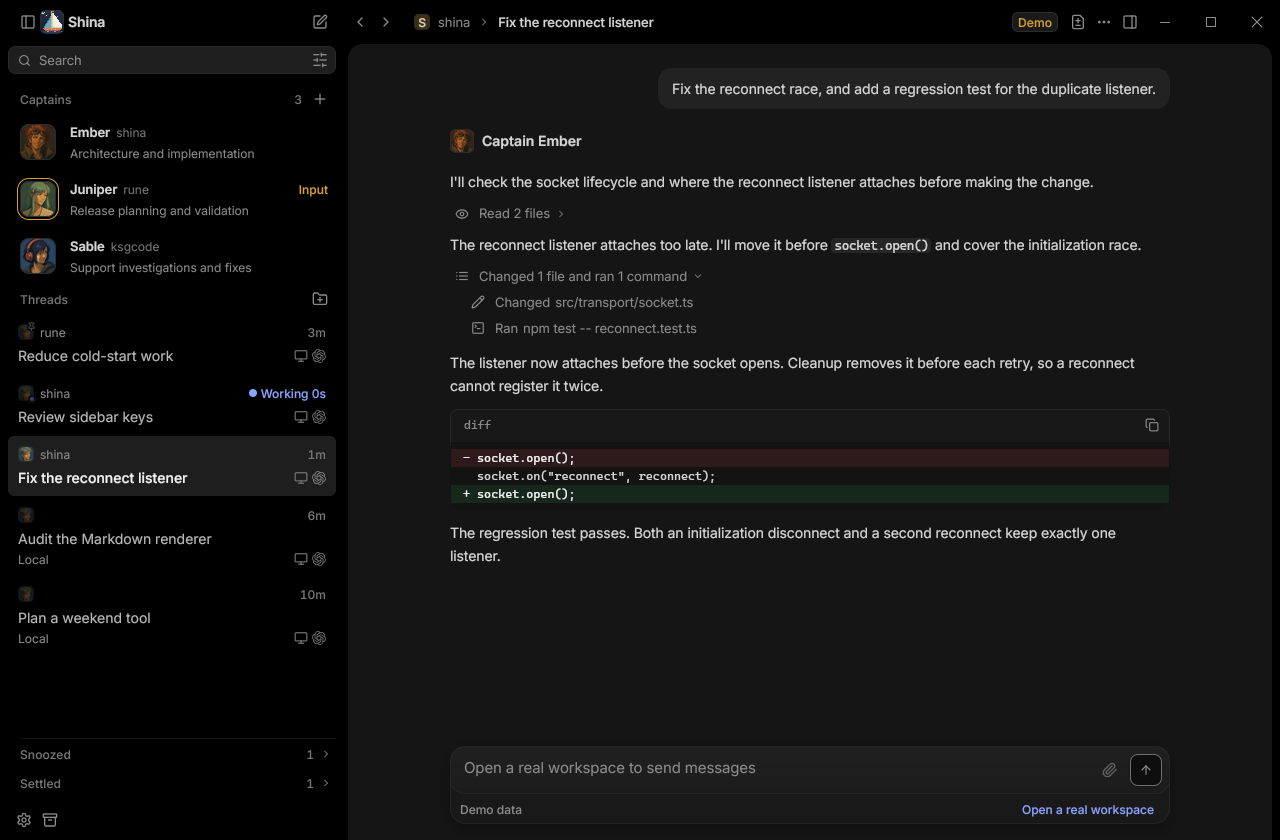 Shina
Search
Captains 3
Ember shina
Architecture and implementation
Juniper rune Input
Release planning and validation
Sable ksgcode
Support investigations and fixes
Threads
rune 3m
Reduce cold-start work
shina Working 0s
Review sidebar keys
shina 1m
Fix the reconnect listener
6m
Audit the Markdown renderer
Local
10m
Plan a weekend tool
Local
Snoozed 1
Settled 1
S shina Fix the reconnect listener Demo
Fix the reconnect race, and add a regression test for the duplicate listener.
Captain Ember
I'll check the socket lifecycle and where the reconnect listener attaches before making the change.
Read 2 files
The reconnect listener attaches too late. I'll move it before socket.open() and cover the initialization race.
Changed 1 file and ran 1 command
Changed src/transport/socket.ts
Ran npm test -- reconnect.test.ts
The listener now attaches before the socket opens. Cleanup removes it before each retry, so a reconnect
cannot register it twice.
diff
- socket.open();
socket.on("reconnect", reconnect);
+ socket.open();
The regression test passes. Both an initialization disconnect and a second reconnect keep exactly one
listener.
Open a real workspace to send messages
Demo data Open a real workspace